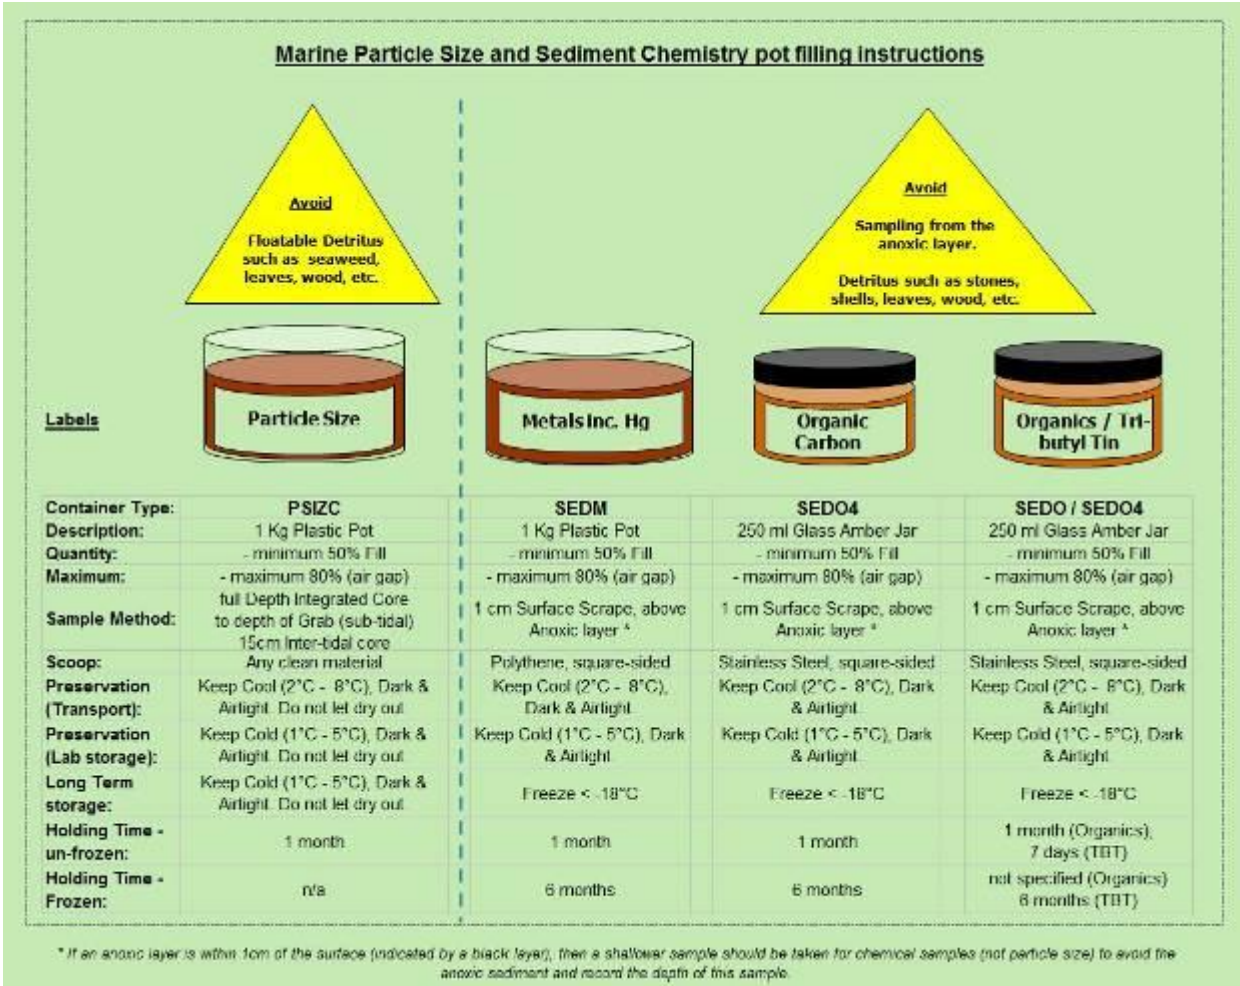 Marine Particle Size and Sediment Chemistry pot filling instructions
Avoid
Floatable Detritus
such as seaweed,
leaves, wood, etc.
Avoid
Sampling from the
anoxic layer.
Detritus such as stones,
shells, leaves, wood, etc.
Labels
Particle Size
Metals inc. Hg
Organic
Carbon
Organics / Tri-
butyl Tin
Container Type: PSIZC SEDM SEDO4 SEDO / SEDO4
Description: 1 Kg Plastic Pot 1 Kg Plastic Pot 250 ml Glass Amber Jar 250 ml Glass Amber Jar
Quantity: - minimum 50% Fill - minimum 50% Fill - minimum 50% Fill - minimum 50% Fill
Maximum: - maximum 80% (air gap) - maximum 80% (air gap) - maximum 80% (air gap) - maximum 80% (air gap)
Sample Method:
full Depth Integrated Core
to depth of Grab (sub-tidal)
15cm Inter-tidal core
1 cm Surface Scrape, above
Anoxic layer *
1 cm Surface Scrape, above
Anoxic layer *
1 cm Surface Scrape, above
Anoxic layer *
Scoop: Any clean material Polythene, square-sided Stainless Steel, square-sided Stainless Steel, square-sided
Preservation
(Transport):
Keep Cool (2°C - 8°C), Dark &
Airtight. Do not let dry out
Keep Cool (2°C - 8°C),
Dark & Airtight
Keep Cool (2°C - 8°C), Dark
& Airtight
Keep Cool (2°C - 8°C), Dark
& Airtight
Preservation
(Lab storage):
Keep Cold (1°C - 5°C), Dark &
Airtight. Do not let dry out
Keep Cold (1°C - 5°C), Dark
& Airtight
Keep Cold (1°C - 5°C), Dark
& Airtight
Keep Cold (1°C - 5°C), Dark
& Airtight
Long Term
storage:
Keep Cold (1°C - 5°C), Dark &
Airtight. Do not let dry out
Freeze < -18°C
Freeze < -18°C
Freeze < -18°C
Holding Time -
un-frozen:
1 month
1 month
1 month
1 month (Organics),
7 days (TBT)
Holding Time -
Frozen:
n/a
6 months
6 months
not specified (Organics)
6 months (TBT)
* If an anoxic layer is within 1cm of the surface (indicated by a black layer), then a shallower sample should be taken for chemical samples (not particle size) to avoid the
anoxic sediment and record the depth of this sample.